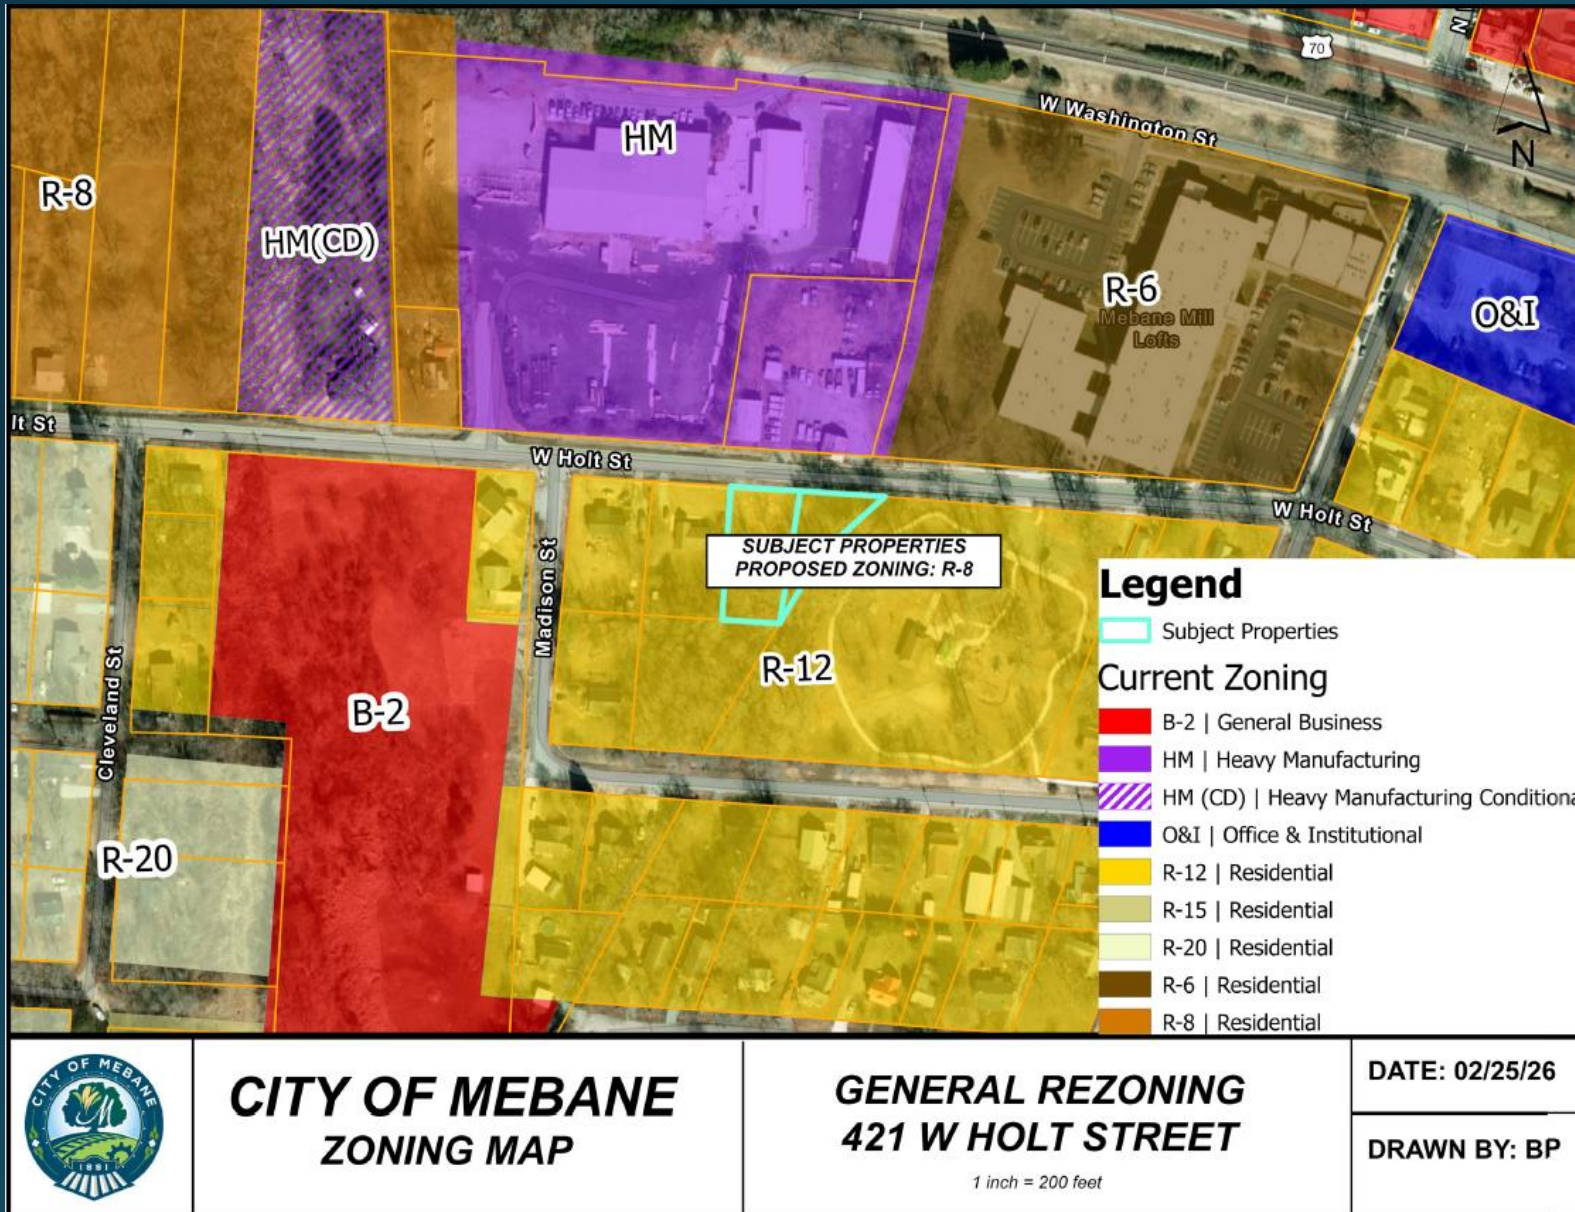 70
N
W Washington St
N
HM
R-8
HM(CD)
R-6
Mebane Mill
Lofts
O&I
lt St
W Holt St
W Holt St
SUBJECT PROPERTIES
PROPOSED ZONING: R-8
Madison St
Cleveland St
R-12
B-2
R-20
Legend
Subject Properties
Current Zoning
B-2 | General Business
HM | Heavy Manufacturing
HM (CD) | Heavy Manufacturing Conditiona
O&I | Office & Institutional
R-12 | Residential
R-15 | Residential
R-20 | Residential
R-6 | Residential
R-8 | Residential
CITY OF MEBANE
1881
CITY OF MEBANE
ZONING MAP
GENERAL REZONING
421 W HOLT STREET
1 inch = 200 feet
DATE: 02/25/26
DRAWN BY: BP